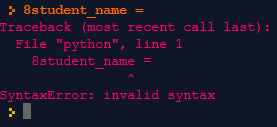 > 8student_name =
Traceback (most recent call last):
  File "python", line 1
    8student_name =
                ^
SyntaxError: invalid syntax
>